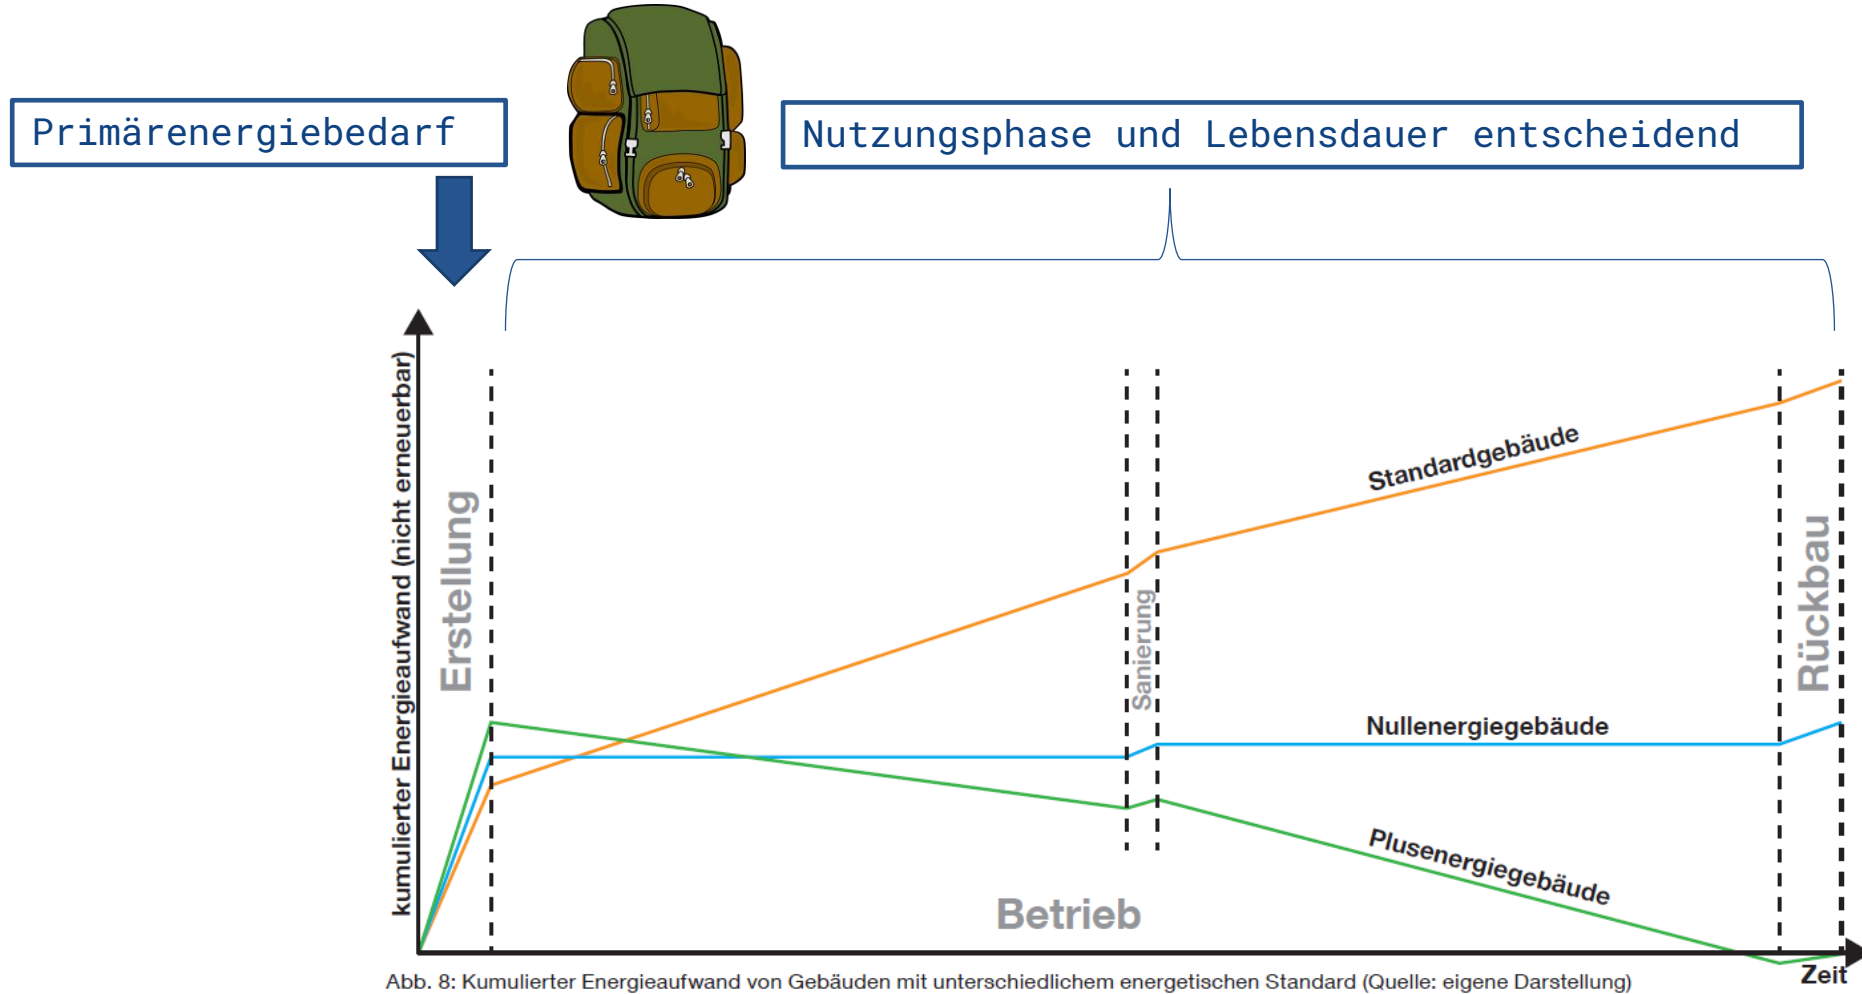 Primärenergiebedarf
Nutzungsphase und Lebensdauer entscheidend
kumulierter Energieaufwand (nicht erneuerbar)
Erstellung
Standardgebäude
Sanierung
Rückbau
Nullenergiegebäude
Plusenergiegebäude
Betrieb
Zeit
Abb. 8: Kumulierter Energieaufwand von Gebäuden mit unterschiedlichem energetischen Standard (Quelle: eigene Darstellung)